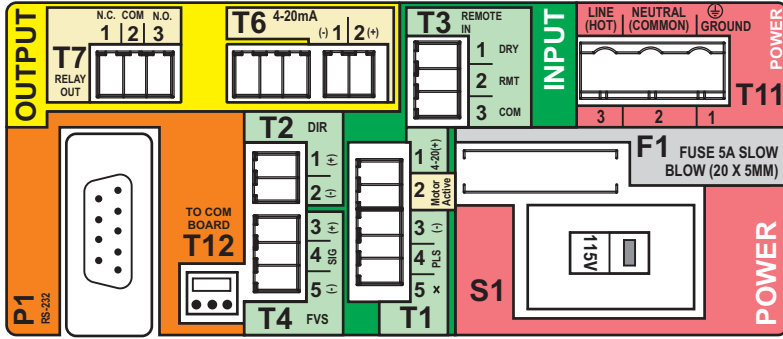 OUTPUT
N.C. COM N.O.
1 2 3
T7
RELAY
OUT
T6 4-20mA
(-) 1 2 (+)
T3 REMOTE
IN
1 DRY
2 RMT
3 COM
INPUT
LINE
(HOT)
NEUTRAL
(COMMON)
GROUND
POWER
T11
3 2 1
P1
RS-232
TO COM
BOARD
T12
T2 DIR
1 (+)
2 (-)
3 (+)
4 SIG
5 (-)
T4 FVS
1 4-20(+)
2 Motor
Active
3 (-)
4 PLS
5 x
T1
F1 FUSE 5A SLOW
BLOW (20 X 5MM)
S1
115V
POWER